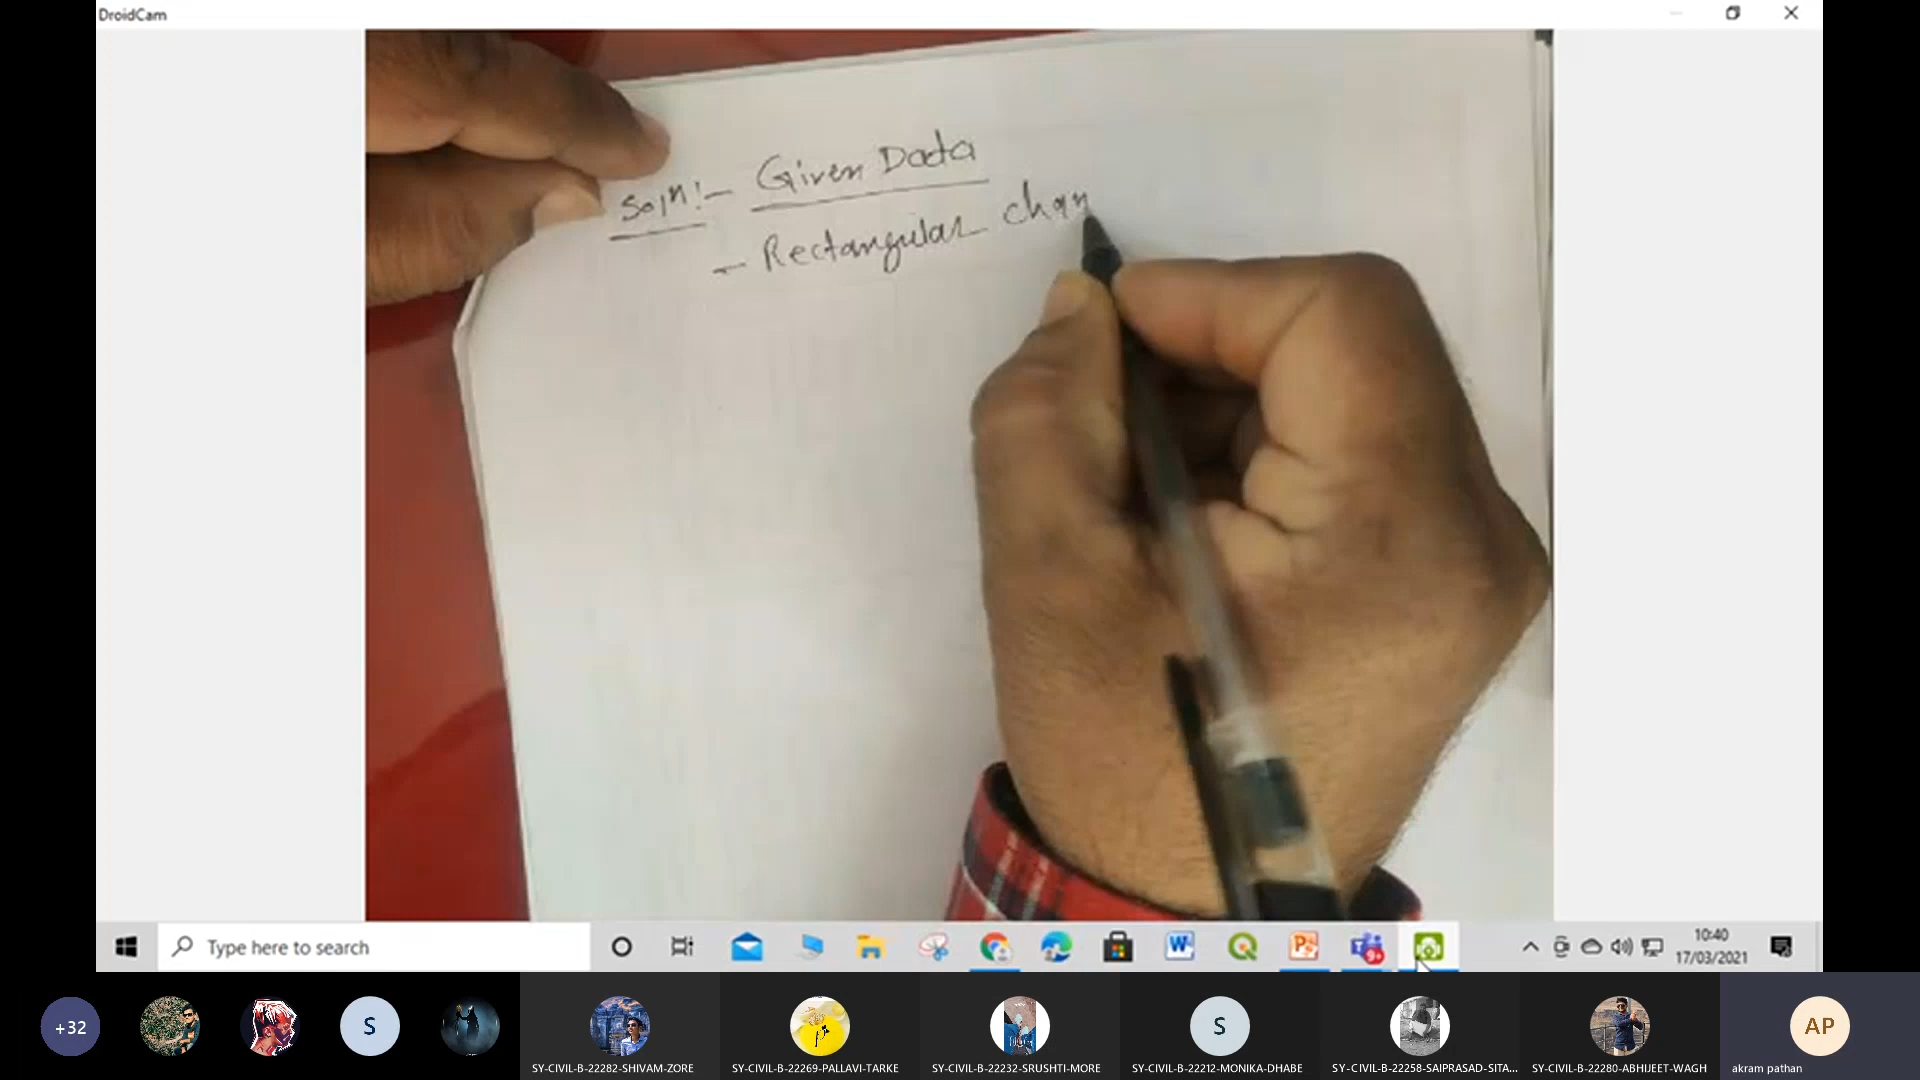 DroidCam
Soln:- Given Data
- Rectangular chan
Type here to search
9+
10:40
17/03/2021
+32
S
S
AP
SY-CIVIL-B-22282-SHIVAM-ZORE
SY-CIVIL-B-22269-PALLAVI-TARKE
SY-CIVIL-B-22232-SRUSHTI-MORE
SY-CIVIL-B-22212-MONIKA-DHABE
SY-CIVIL-B-22258-SAIPRASAD-SITA...
SY-CIVIL-B-22280-ABHIJEET-WAGH
akram pathan